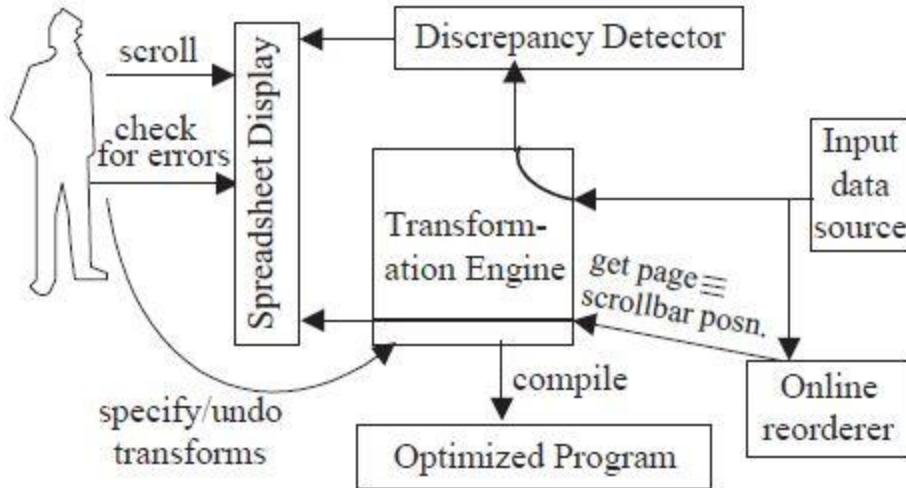 scroll
check
for errors
Spreadsheet Display
Discrepancy Detector
Transform-
ation Engine
Input
data
source
get page ≡
scrollbar posn.
Online
reorderer
compile
specify/undo
transforms
Optimized Program